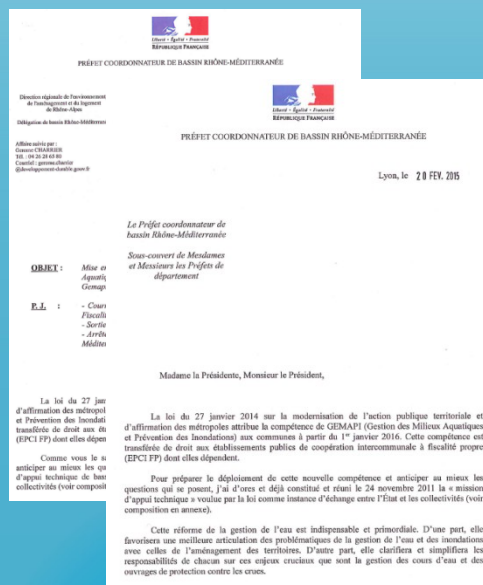 Liberté • Égalité • Fraternité
RÉPUBLIQUE FRANÇAISE
PRÉFET COORDONNATEUR DE BASSIN RHÔNE-MÉDITERRANÉE
Direction régionale de l'environnement
de l'aménagement et du logement
de Rhône-Alpes
Délégation de bassin Rhône-Méditerranée
Affaire suivie par :
CHARRIER
Tél. : 04 26 28 65 80
Courriel :
@developpement-durable.gouv.fr
OBJET : Mise en
Aquatiq
Gemap
P. J. : - Cour
Fiscali
- Sortie
- Arrêté
Méditer
La loi du 27 jan
d'affirmation des métropol
et Prévention des Inondati
transférée de droit aux éta
(EPCI FP) dont elles dépen
Comme vous le s
anticiper au mieux les qu
d'appui technique de bass
collectivités (voir composit
Liberté • Égalité • Fraternité
RÉPUBLIQUE FRANÇAISE
PRÉFET COORDONNATEUR DE BASSIN RHÔNE-MÉDITERRANÉE
Lyon, le 20 FEV. 2015
Le Préfet coordonnateur de
bassin Rhône-Méditerranée
Sous-couvert de Mesdames
et Messieurs les Préfets de
département
Madame la Présidente, Monsieur le Président,
La loi du 27 janvier 2014 sur la modernisation de l'action publique territoriale et
d'affirmation des métropoles attribue la compétence de GEMAPI (Gestion des Milieux Aquatiques
et Prévention des Inondations) aux communes à partir du 1er janvier 2016. Cette compétence est
transférée de droit aux établissements publics de coopération intercommunale à fiscalité propre
(EPCI FP) dont elles dépendent.
Pour préparer le déploiement de cette nouvelle compétence et anticiper au mieux les
questions qui se posent, j'ai d'ores et déjà constitué et réuni le 24 novembre 2011 la « mission
d'appui technique » voulue par la loi comme instance d'échange entre l'État et les collectivités (voir
composition en annexe).
Cette réforme de la gestion de l'eau est indispensable et primordiale. D'une part, elle
favorisera une meilleure articulation des problématiques de la gestion de l'eau et des inondations
avec celles de l'aménagement des territoires. D'autre part, elle clarifiera et simplifiera les
responsabilités de chacun sur ces enjeux cruciaux que sont la gestion des cours d'eau et des
ouvrages de protection contre les crues.